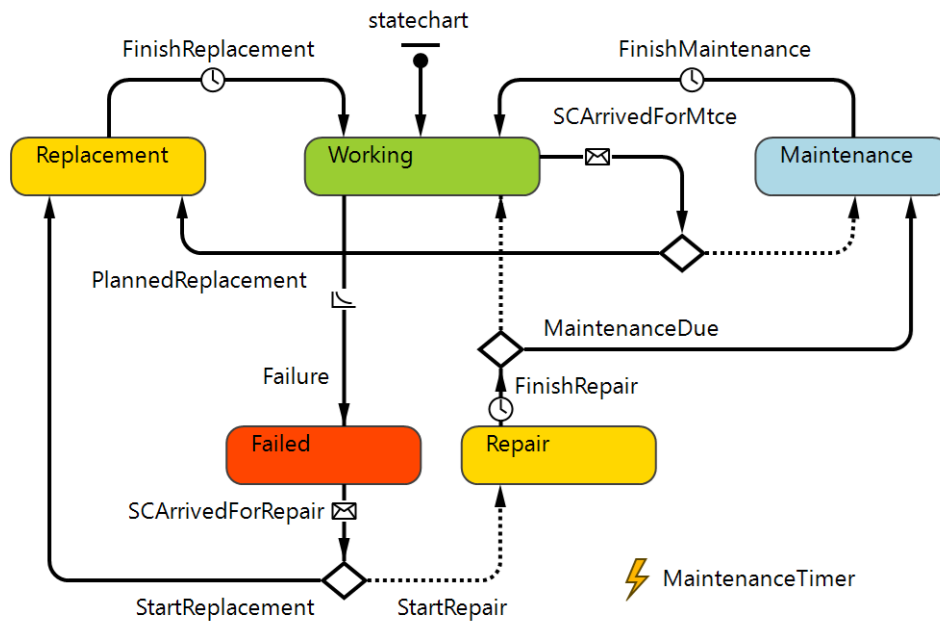 statechart
FinishReplacement
FinishMaintenance
SCArrivedForMtce
Replacement
Working
Maintenance
PlannedReplacement
MaintenanceDue
Failure
FinishRepair
Failed
Repair
SCArrivedForRepair
MaintenanceTimer
StartReplacement
StartRepair